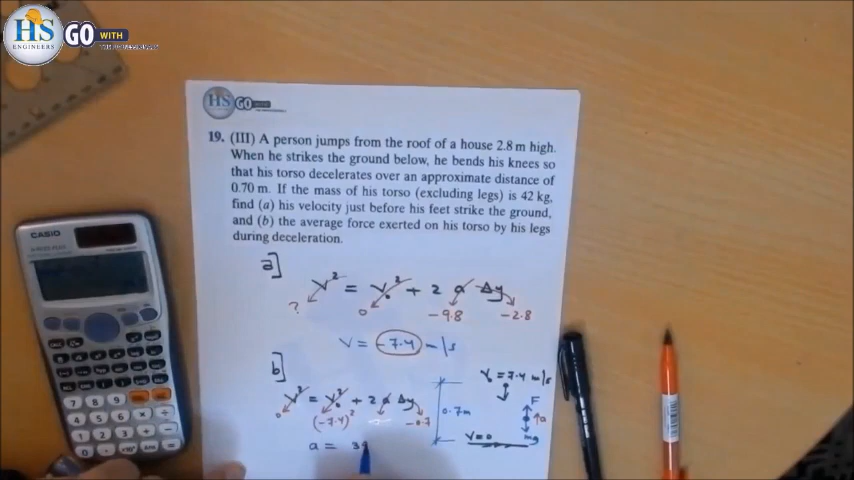 HS
ENGINEERS
GO WITH
HS GO
19. (III) A person jumps from the roof of a house 2.8 m high.
When he strikes the ground below, he bends his knees so
that his torso decelerates over an approximate distance of
0.70 m. If the mass of his torso (excluding legs) is 42 kg,
find (a) his velocity just before his feet strike the ground,
and (b) the average force exerted on his torso by his legs
during deceleration.
a]
v² = v₀² + 2 a Δy
? 0 -9.8 -2.8
v = -7.4 m/s
b]
v₀ = 7.4 m/s
v² = v₀² + 2 a Δy
0 (-7.4)² -0.7
0.7m
F
a
mg
v=0
a = 39
CASIO